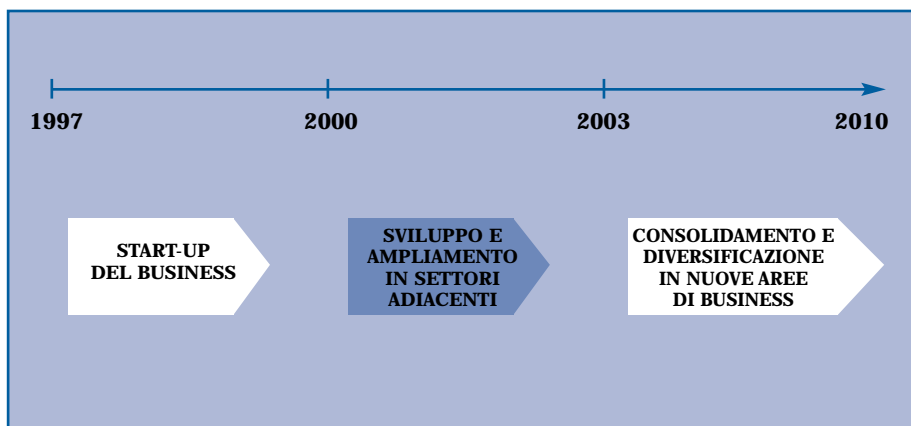 1997 2000 2003 2010
START-UP
DEL BUSINESS
SVILUPPO E
AMPLIAMENTO
IN SETTORI
ADIACENTI
CONSOLIDAMENTO E
DIVERSIFICAZIONE
IN NUOVE AREE
DI BUSINESS